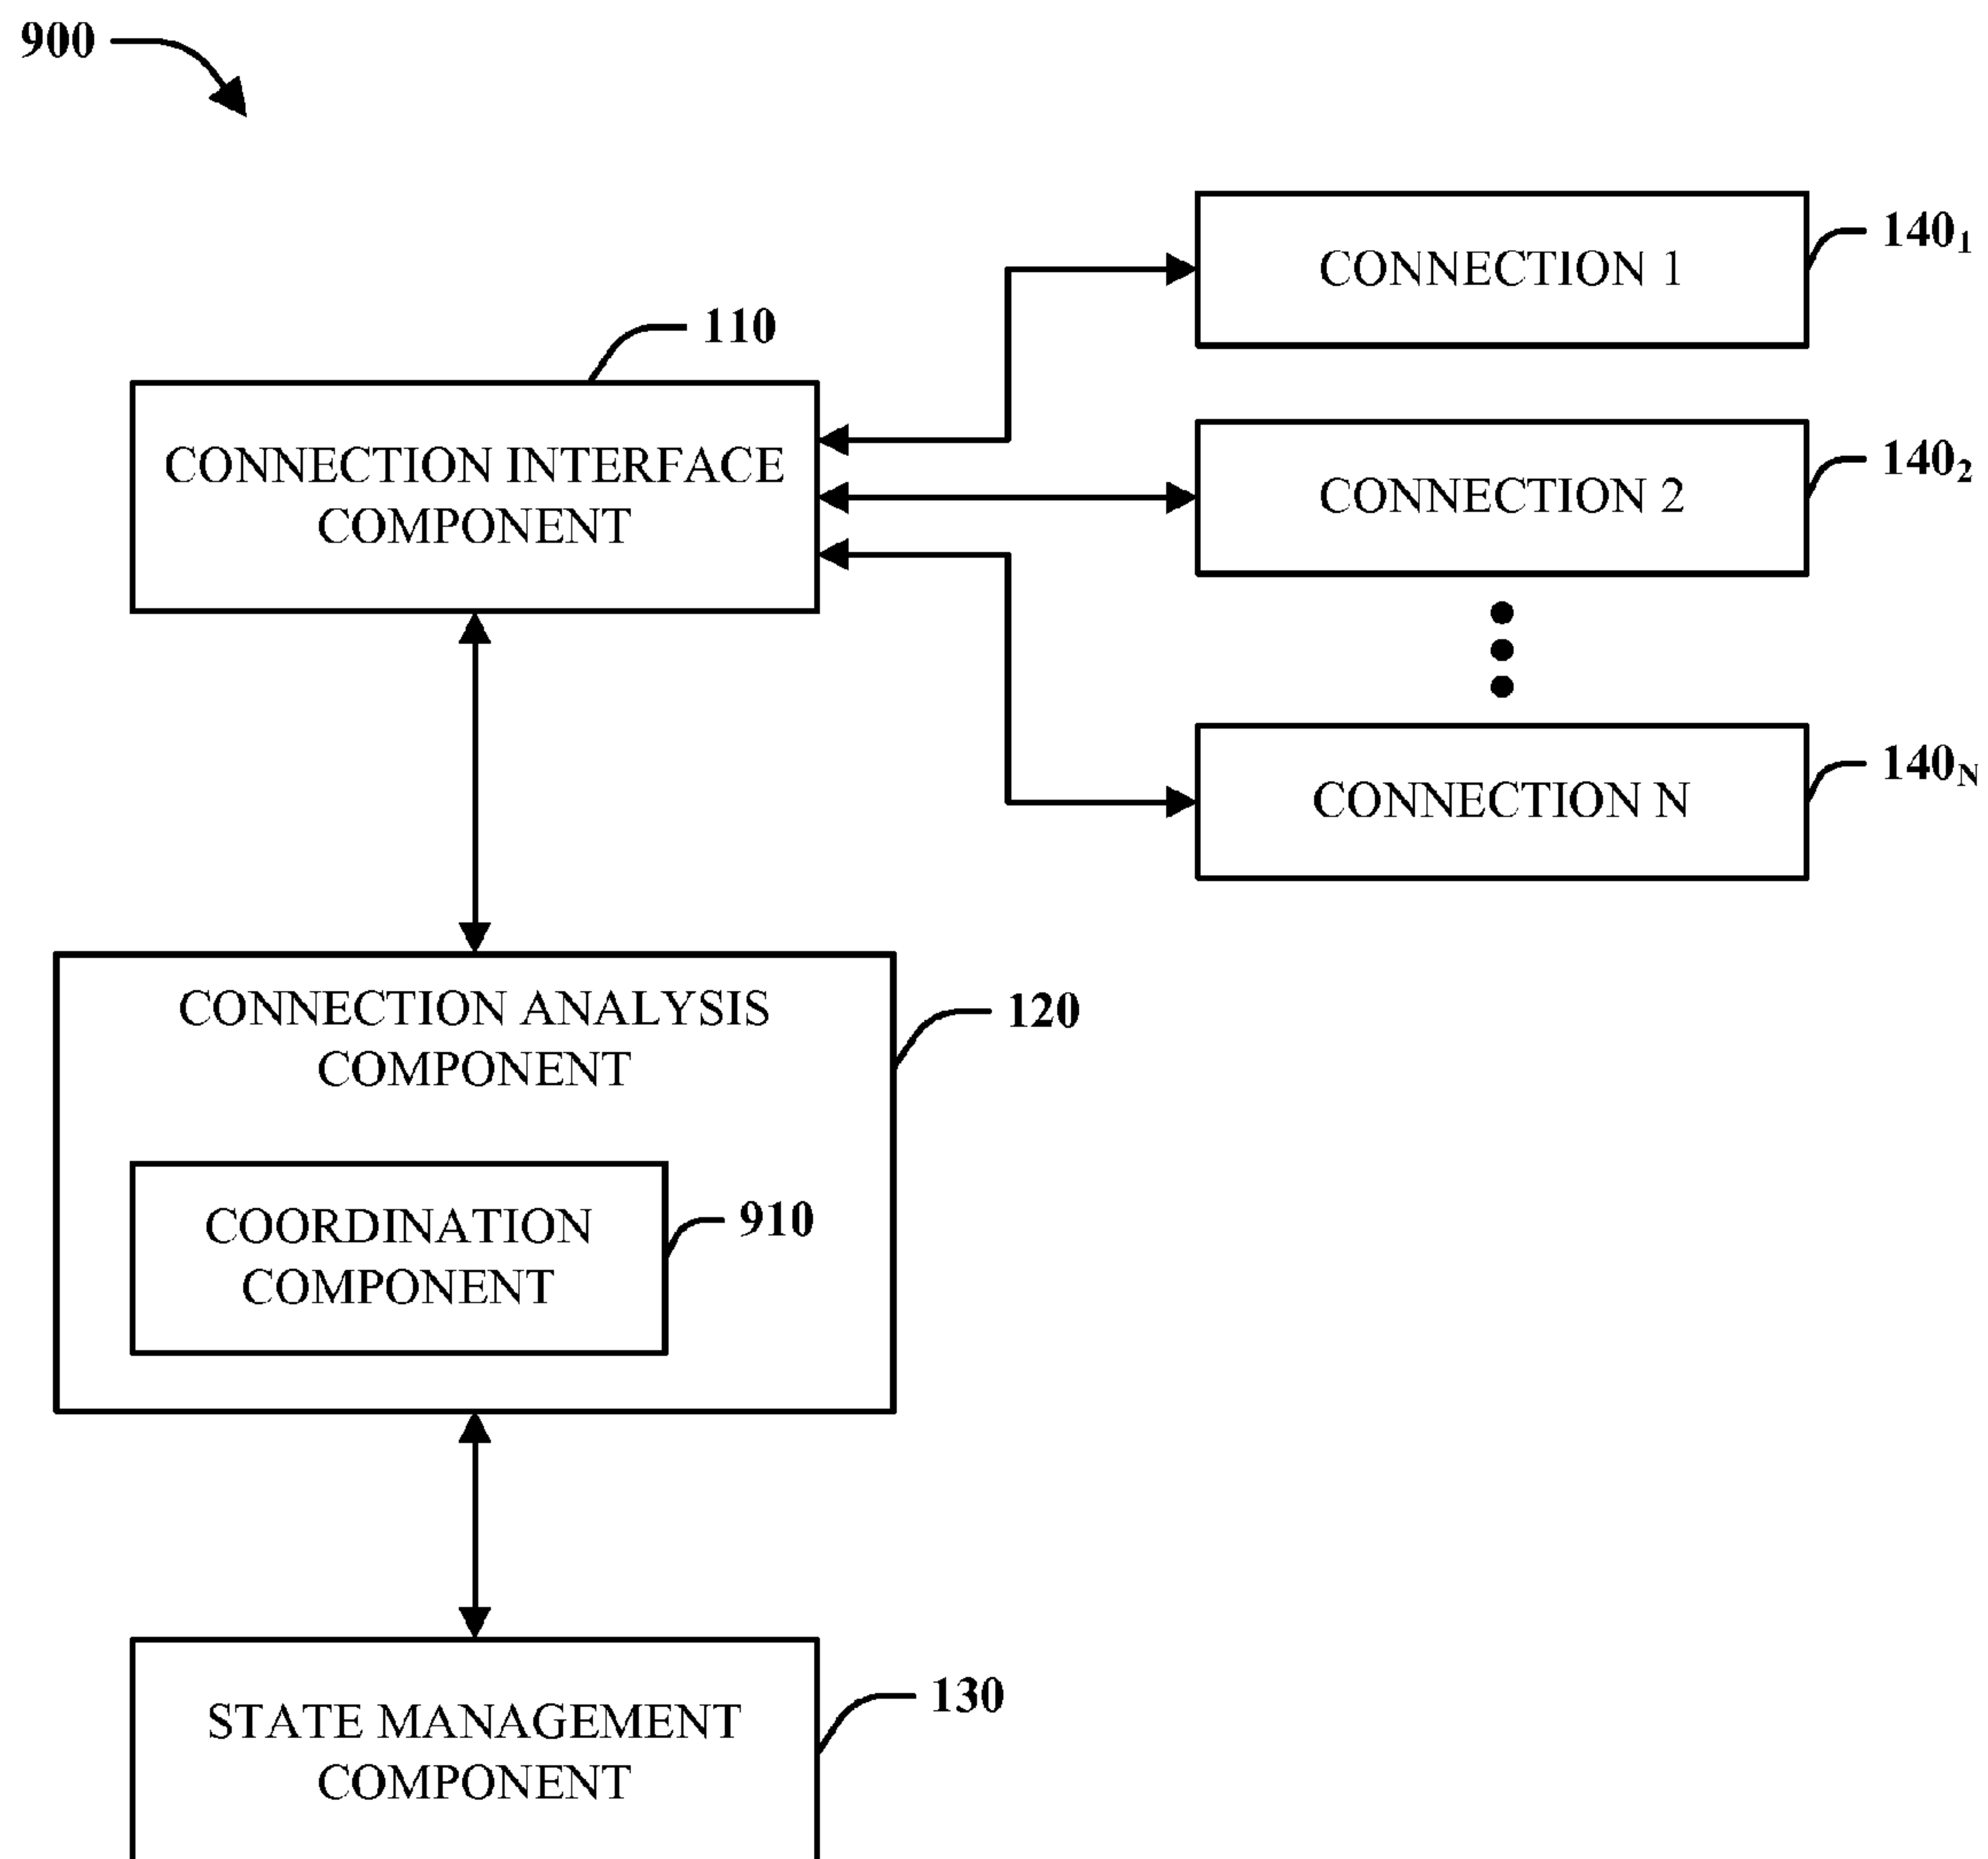 900
CONNECTION 1
140₁
110
CONNECTION INTERFACE
COMPONENT
CONNECTION 2
140₂
CONNECTION N
140ɴ
CONNECTION ANALYSIS
COMPONENT
120
COORDINATION
COMPONENT
910
STATE MANAGEMENT
COMPONENT
130